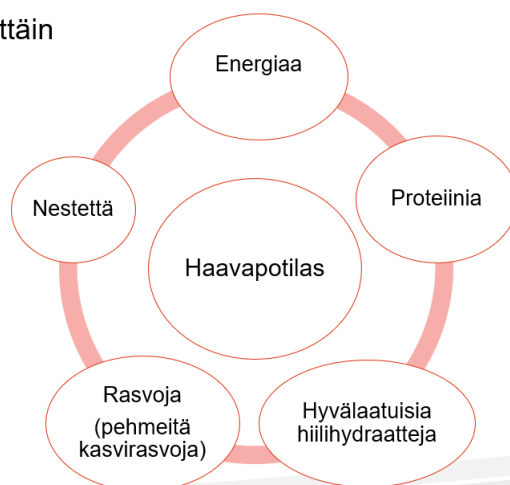 ttäin
Energiaa
Proteiinia
Nestettä
Haavapotilas
Rasvoja
(pehmeitä
kasvirasvoja)
Hyvälaatuisia
hiilihydraatteja